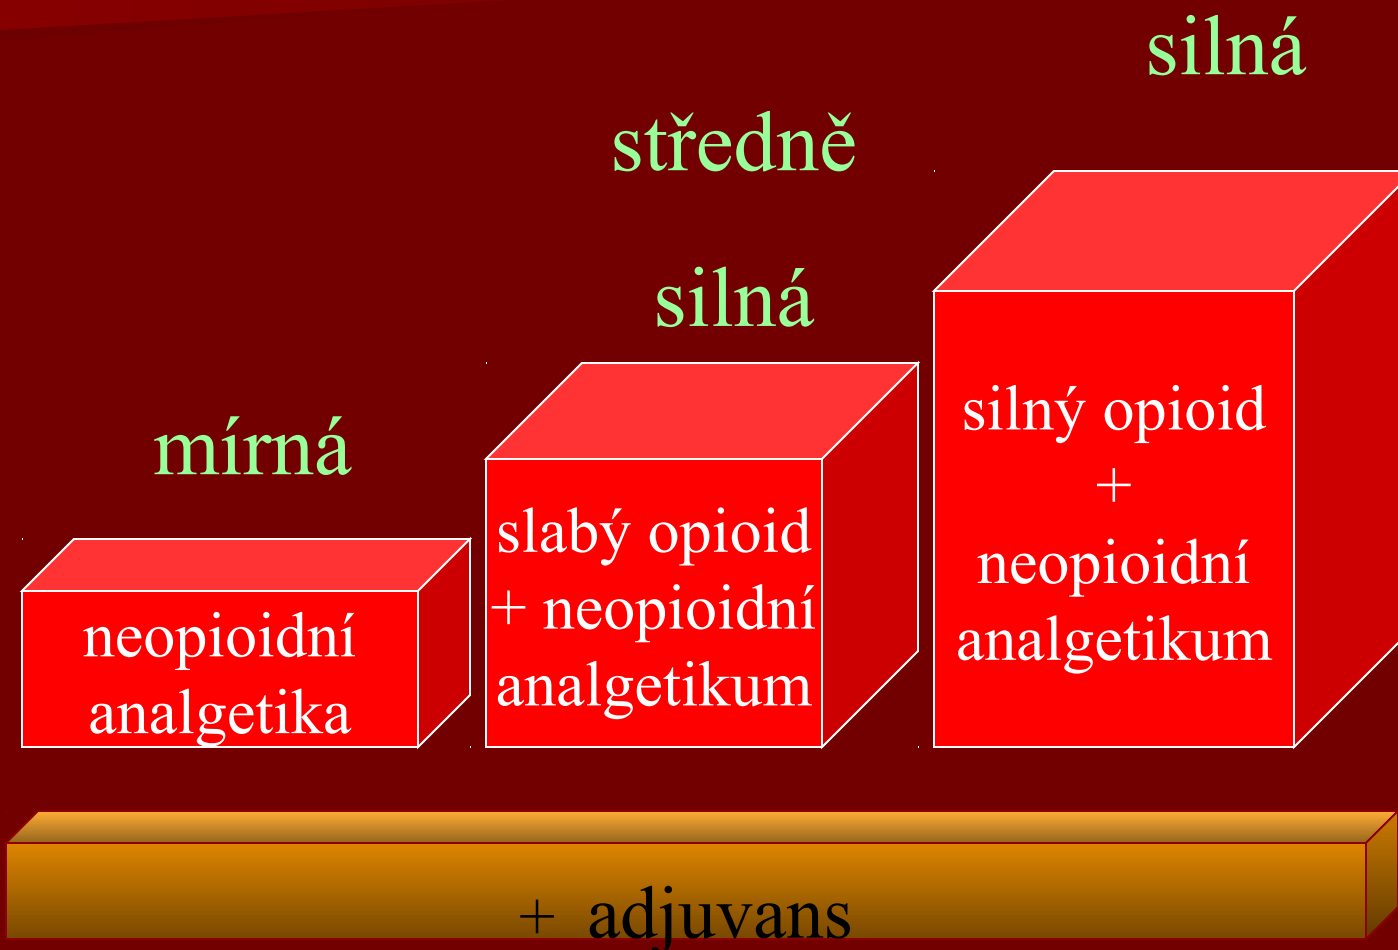 mírná
neopioidní
analgetika
středně
silná
slabý opioid
+ neopioidní
analgetikum
silná
silný opioid
+
neopioidní
analgetikum
+ adjuvans